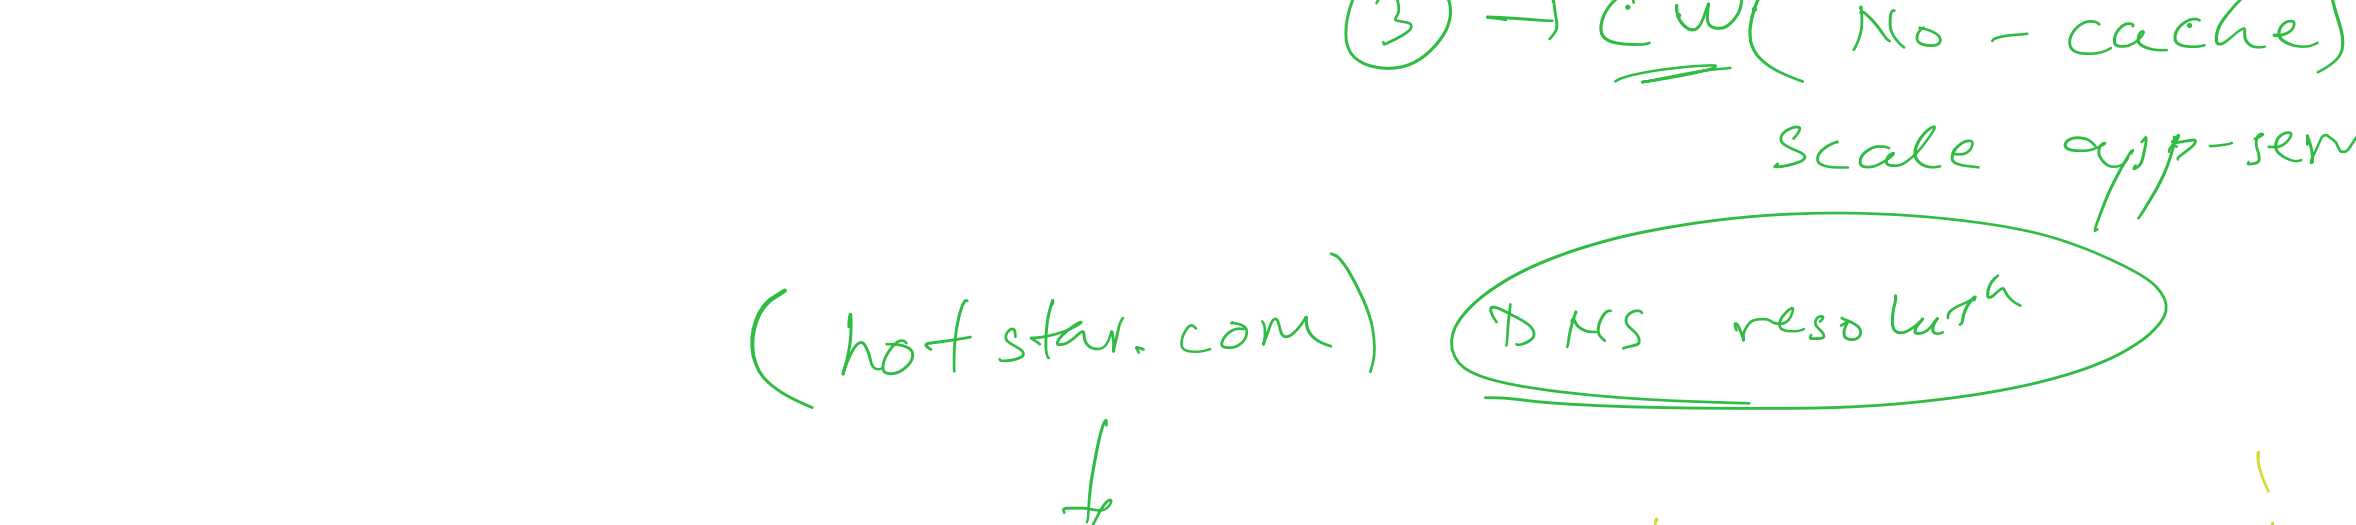 ③ → CW (No - cache)
scale app-serv
(hotstar.com) DNS resolutⁿ